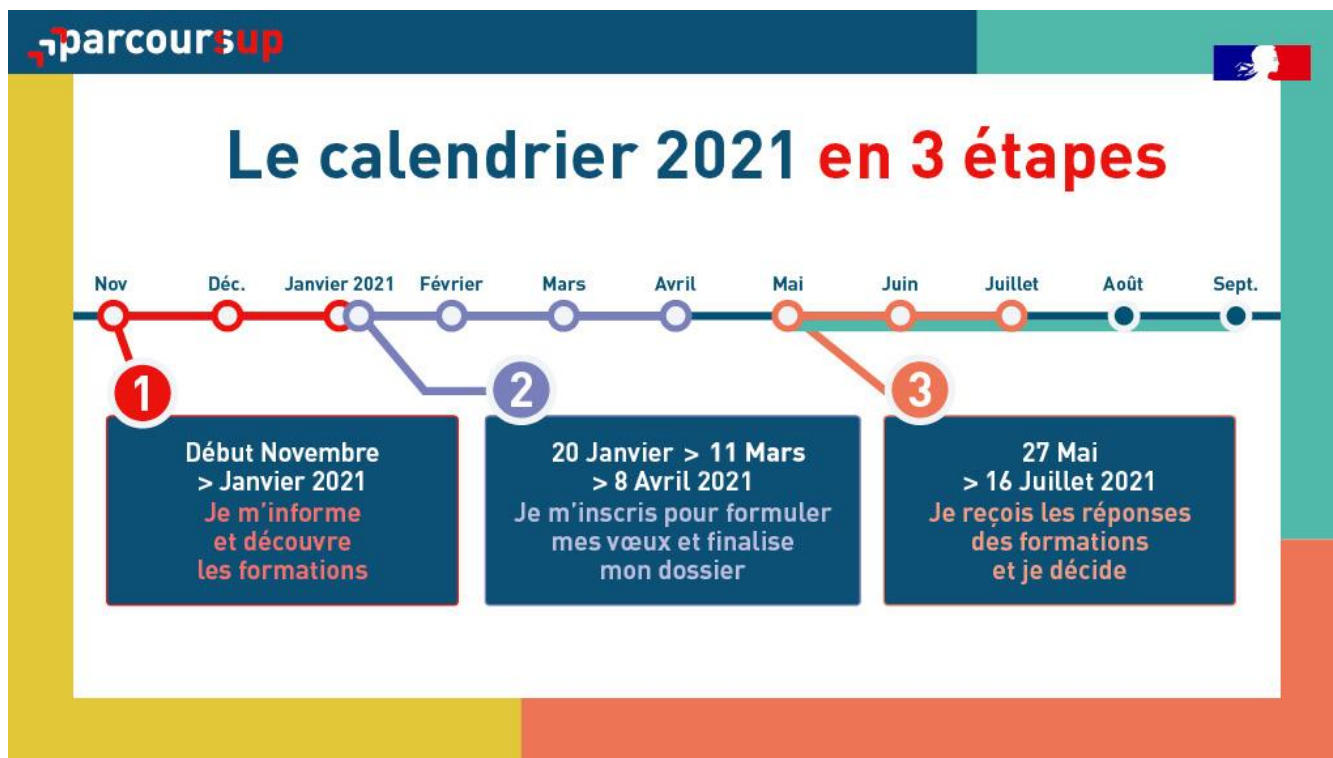 parcoursup
Le calendrier 2021 en 3 étapes
Nov Déc. Janvier 2021 Février Mars Avril Mai Juin Juillet Août Sept.
1
Début Novembre
> Janvier 2021
Je m'informe
et découvre
les formations
2
20 Janvier > 11 Mars
> 8 Avril 2021
Je m'inscris pour formuler
mes vœux et finalise
mon dossier
3
27 Mai
> 16 Juillet 2021
Je reçois les réponses
des formations
et je décide